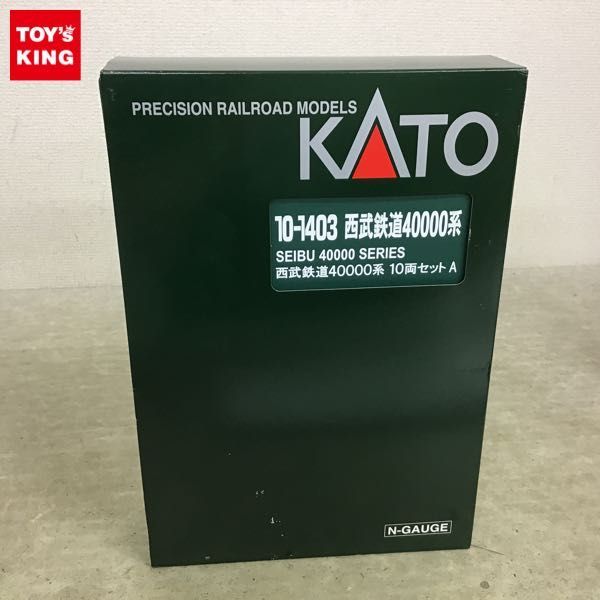 TOY's
KING
PRECISION RAILROAD MODELS
KATO
10-1403 西武鉄道40000系
SEIBU 40000 SERIES
西武鉄道40000系 10両セット A
N-GAUGE